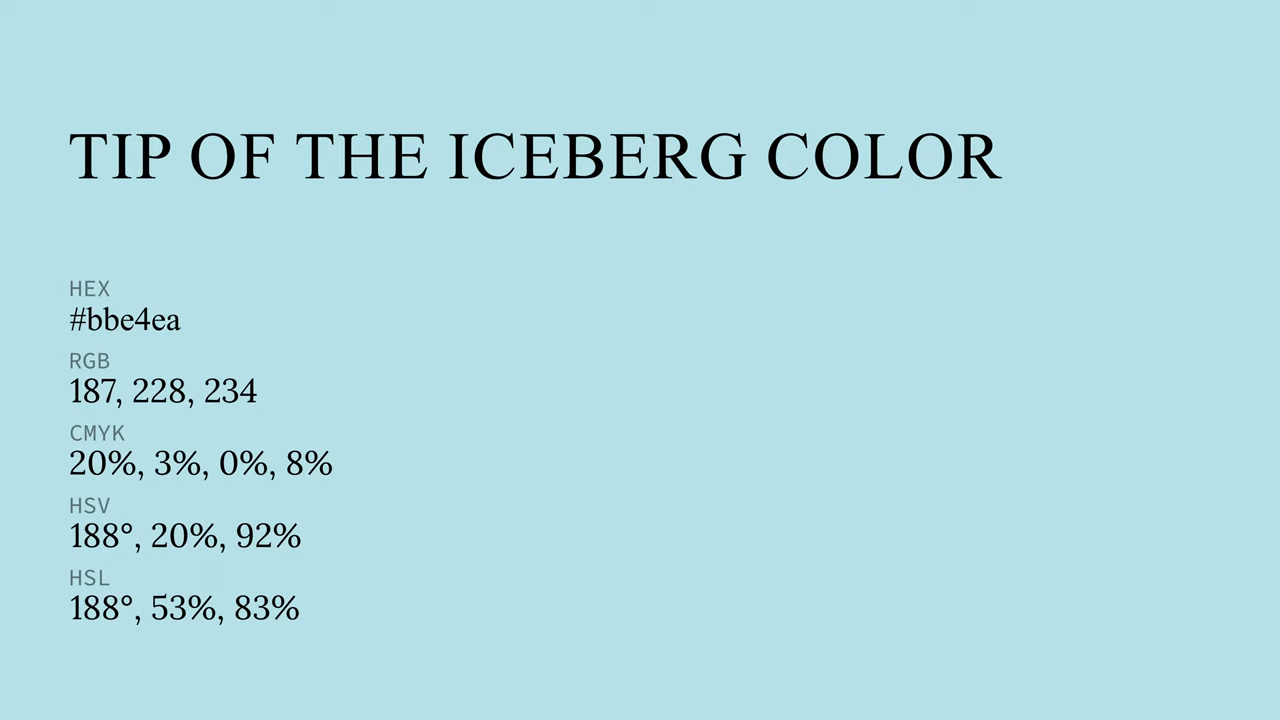 TIP OF THE ICEBERG COLOR
HEX
#bbe4ea
RGB
187, 228, 234
CMYK
20%, 3%, 0%, 8%
HSV
188°, 20%, 92%
HSL
188°, 53%, 83%